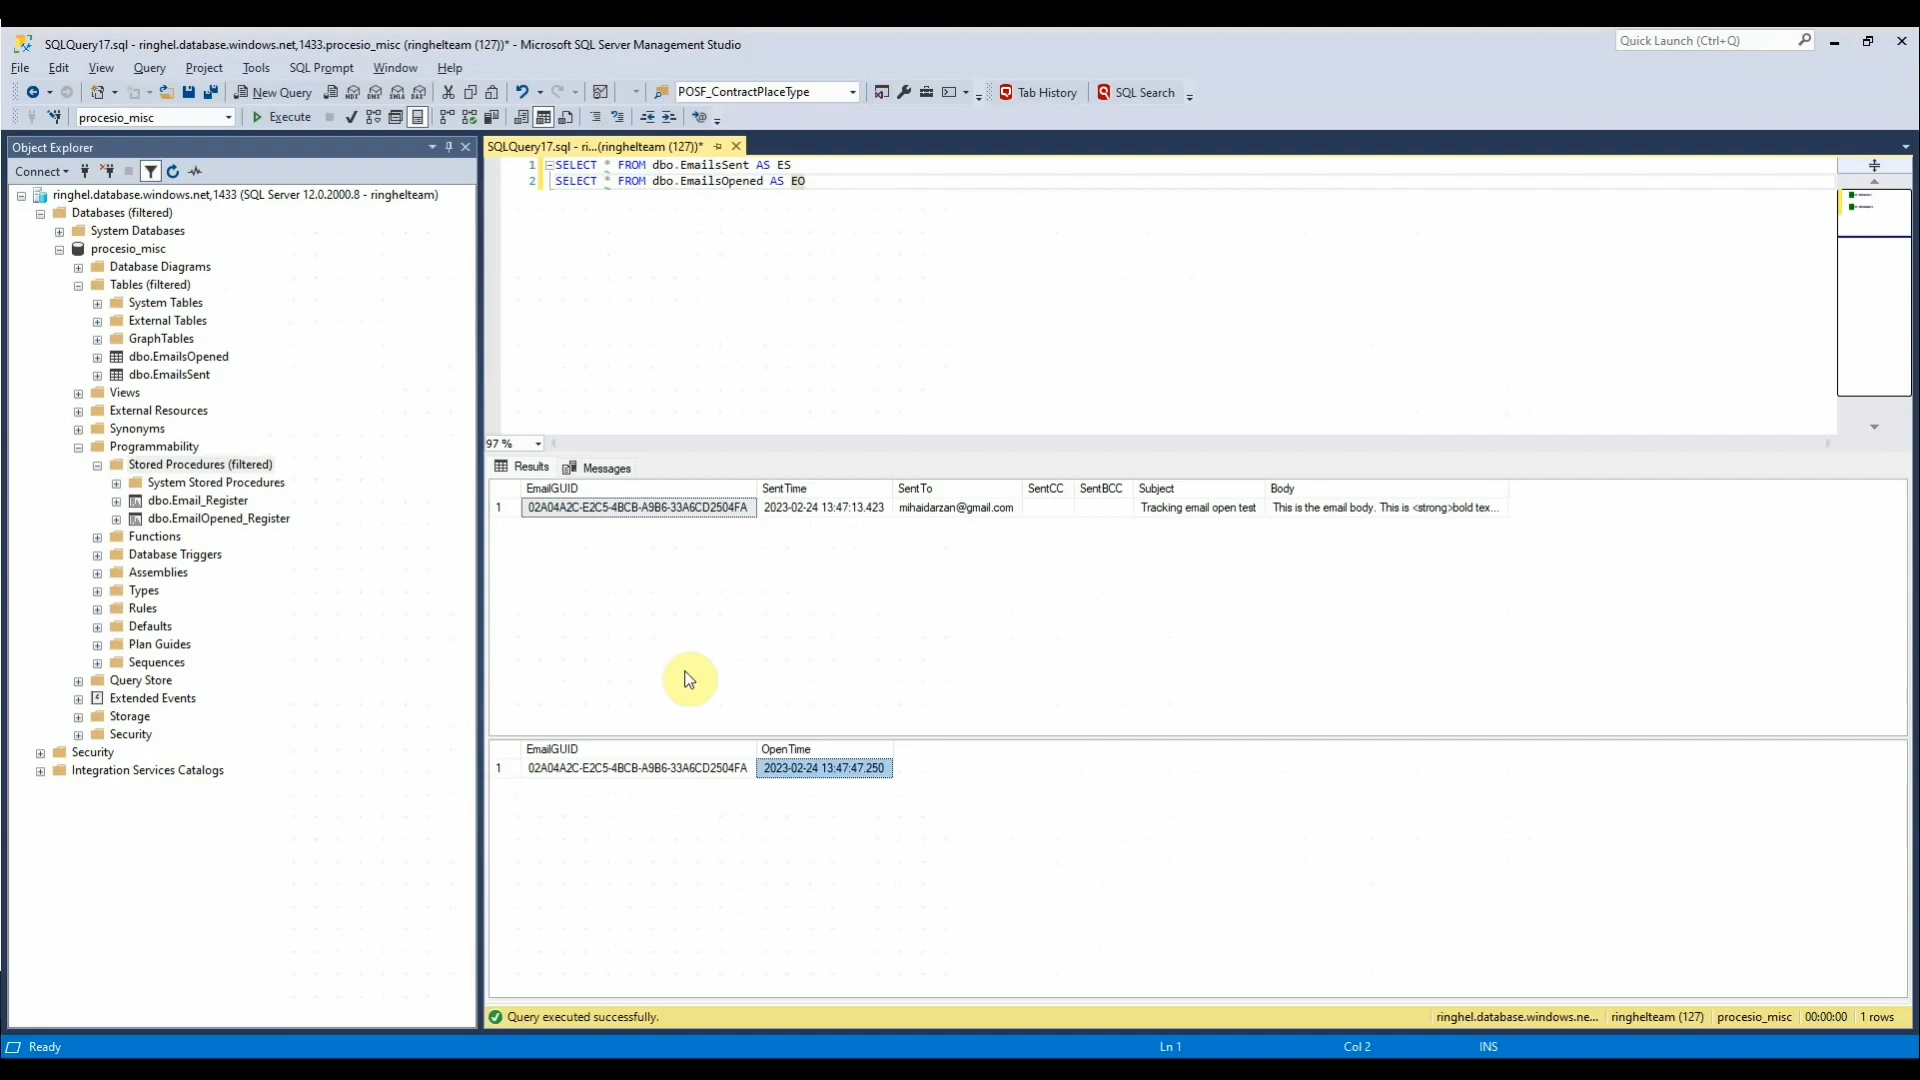 SQLQuery17.sql - ringhel.database.windows.net,1433.procesio_misc (ringhelteam (127))* - Microsoft SQL Server Management Studio
Quick Launch (Ctrl+Q)
File Edit View Query Project Tools SQL Prompt Window Help
New Query
POSF_ContractPlaceType
Tab History
SQL Search
procesio_misc
Execute
Object Explorer
Connect
ringhel.database.windows.net,1433 (SQL Server 12.0.2000.8 - ringhelteam)
Databases (filtered)
System Databases
procesio_misc
Database Diagrams
Tables (filtered)
System Tables
External Tables
GraphTables
dbo.EmailsOpened
dbo.EmailsSent
Views
External Resources
Synonyms
Programmability
Stored Procedures (filtered)
System Stored Procedures
dbo.Email_Register
dbo.EmailOpened_Register
Functions
Database Triggers
Assemblies
Types
Rules
Defaults
Plan Guides
Sequences
Query Store
Extended Events
Storage
Security
Security
Integration Services Catalogs
SQLQuery17.sql - ri...(ringhelteam (127))*
1 SELECT * FROM dbo.EmailsSent AS ES
2 SELECT * FROM dbo.EmailsOpened AS EO
97 %
Results Messages
EmailGUID SentTime SentTo SentCC SentBCC Subject Body
1 02A04A2C-E2C5-4BCB-A9B6-33A6CD2504FA 2023-02-24 13:47:13.423 mihaidarzan@gmail.com Tracking email open test This is the email body. This is <strong>bold tex...
EmailGUID OpenTime
1 02A04A2C-E2C5-4BCB-A9B6-33A6CD2504FA 2023-02-24 13:47:47.250
Query executed successfully.
ringhel.database.windows.ne... ringhelteam (127) procesio_misc 00:00:00 1 rows
Ready
Ln 1 Col 2 INS